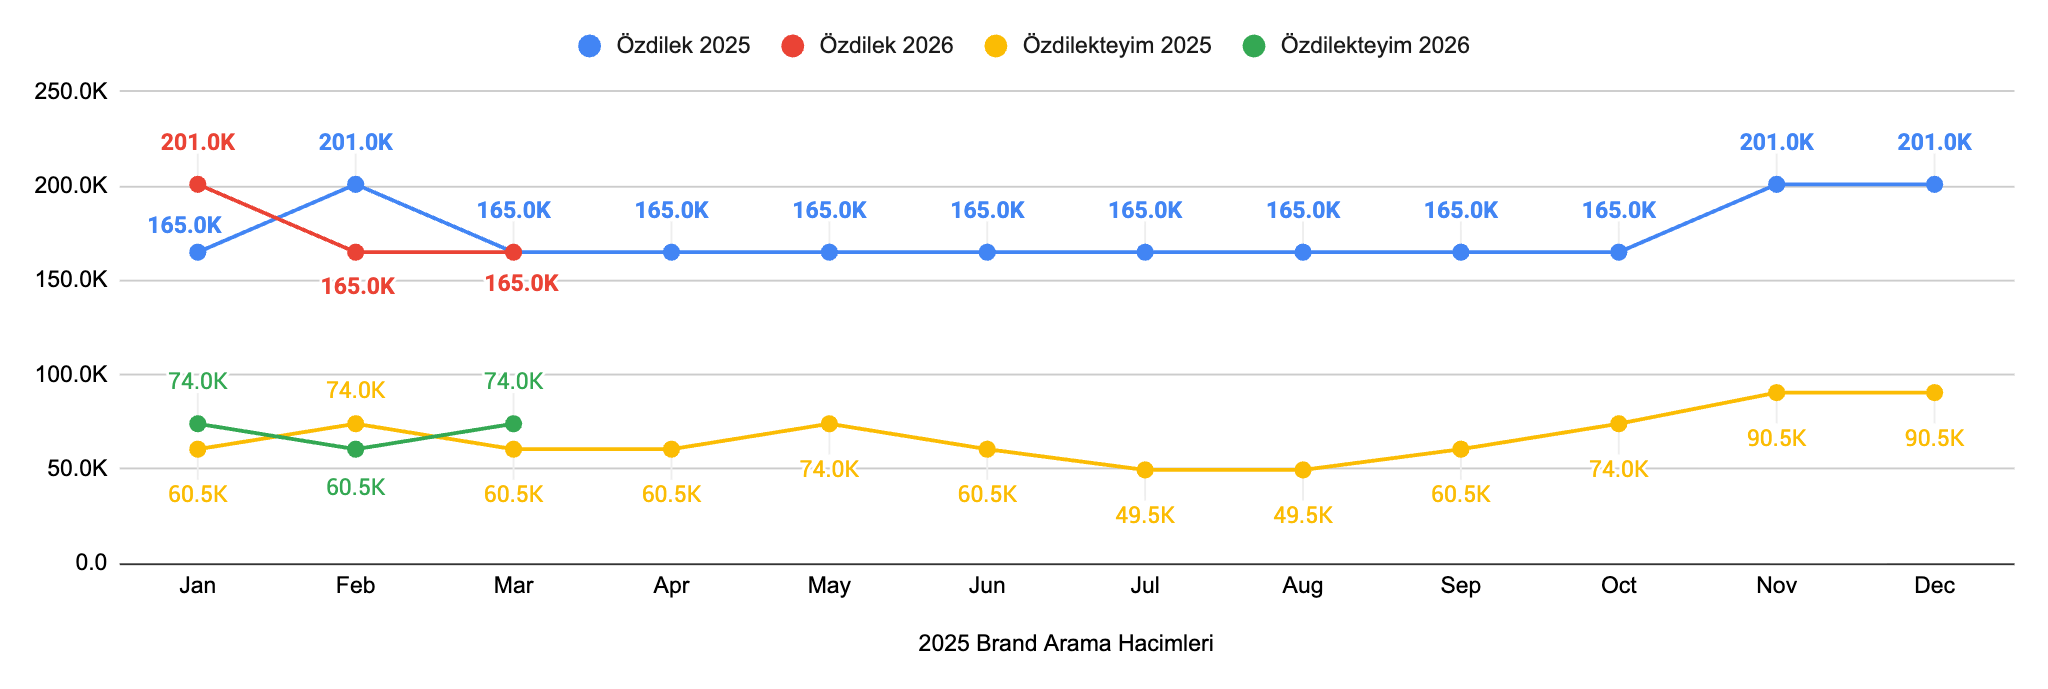 Özdilek 2025 Özdilek 2026 Özdilekteyim 2025 Özdilekteyim 2026
250.0K
201.0K 201.0K 201.0K 201.0K
200.0K
165.0K 165.0K 165.0K 165.0K 165.0K 165.0K 165.0K 165.0K 165.0K
150.0K
165.0K 165.0K
100.0K
74.0K 74.0K 74.0K
90.5K 90.5K
50.0K
74.0K 74.0K
60.5K 60.5K 60.5K 60.5K 60.5K 60.5K
49.5K 49.5K
0.0
Jan Feb Mar Apr May Jun Jul Aug Sep Oct Nov Dec
2025 Brand Arama Hacimleri